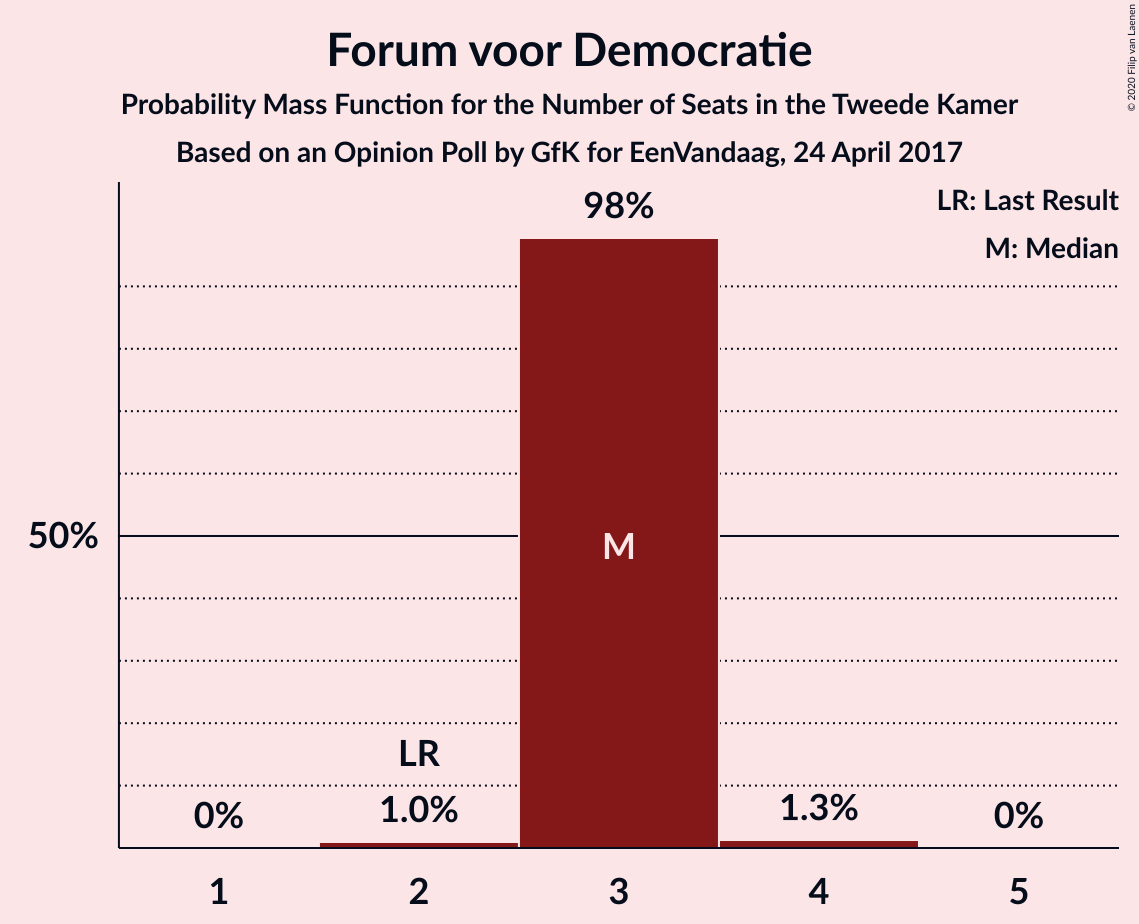 Forum voor Democratie
Probability Mass Function for the Number of Seats in the Tweede Kamer
Based on an Opinion Poll by GfK for EenVandaag, 24 April 2017
© 2020 Filip van Laenen
LR: Last Result
M: Median
98%
50%
M
LR
0%
1.0%
1.3%
0%
1
2
3
4
5